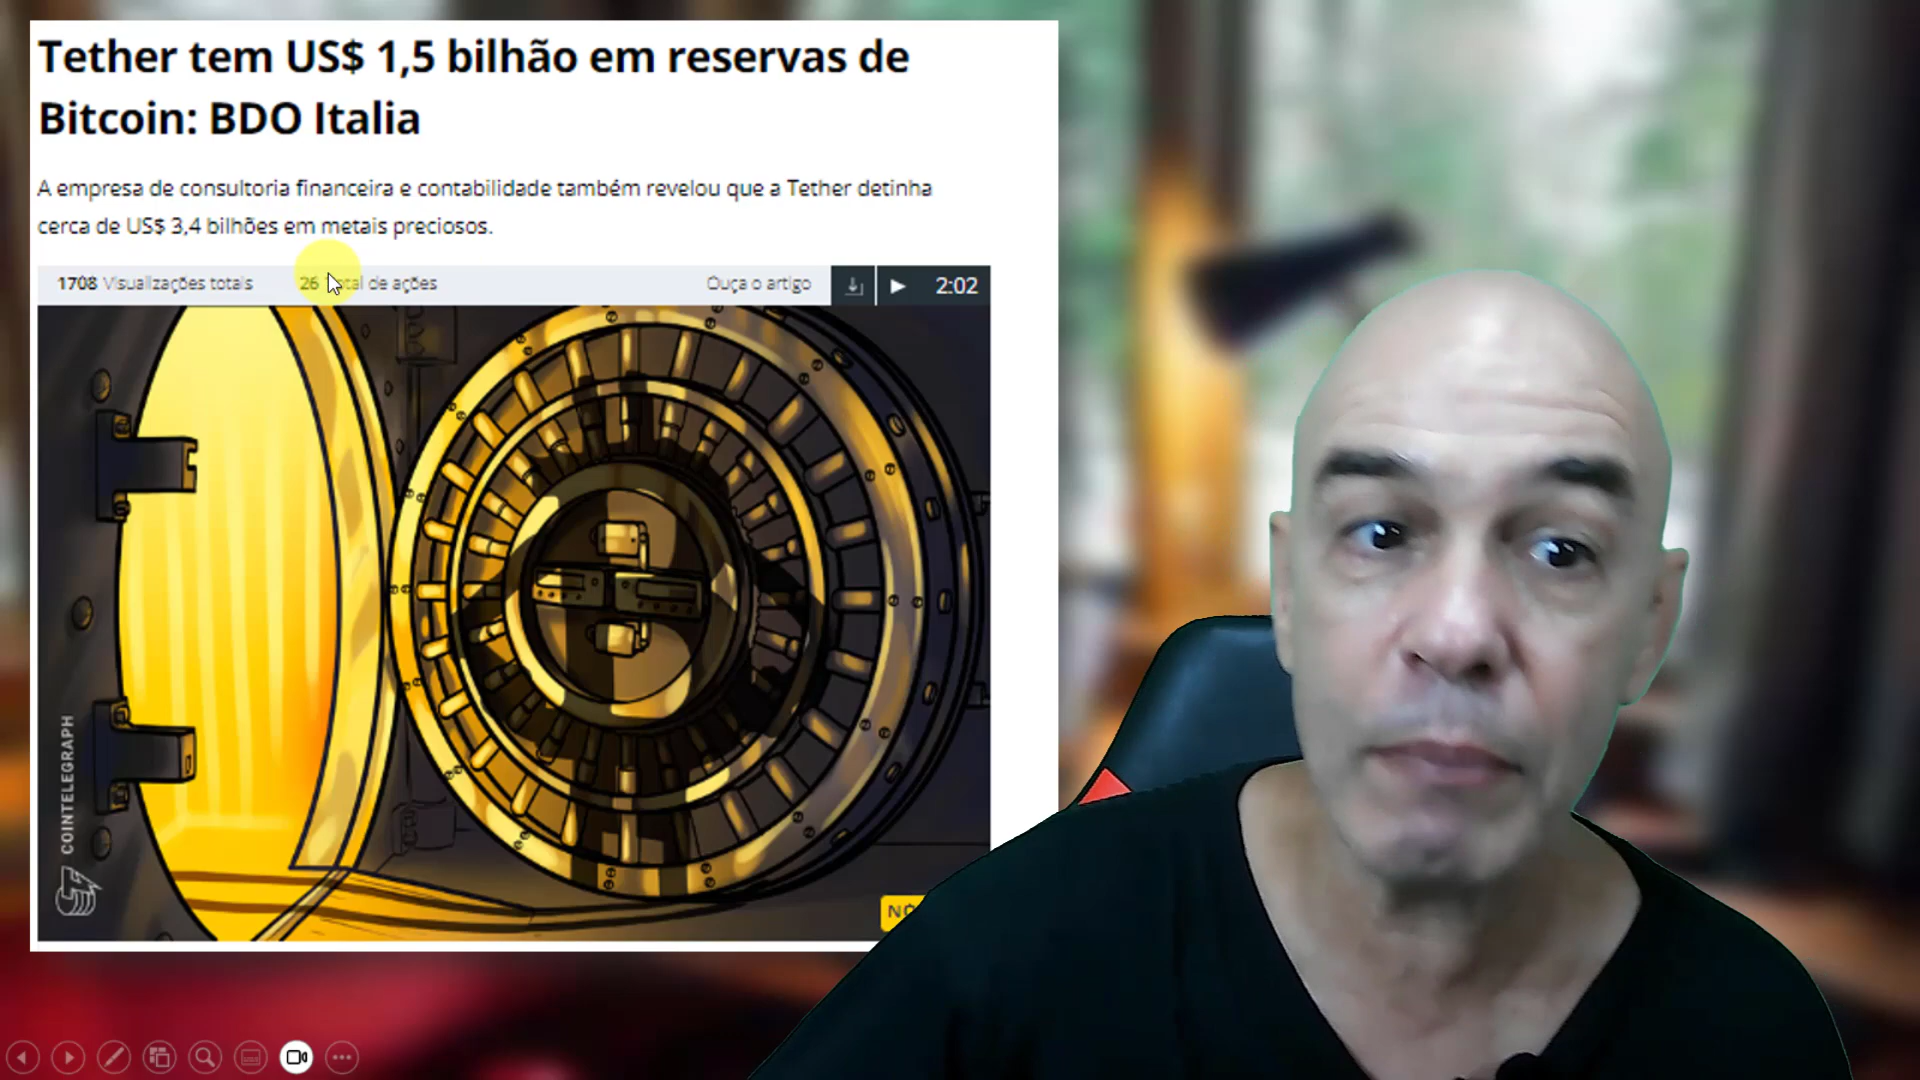 Tether tem US$ 1,5 bilhão em reservas de
Bitcoin: BDO Italia
A empresa de consultoria financeira e contabilidade também revelou que a Tether detinha
cerca de US$ 3,4 bilhões em metais preciosos.
1708 Visualizações totais 26 Total de ações Ouça o artigo 2:02
COINTELEGRAPH